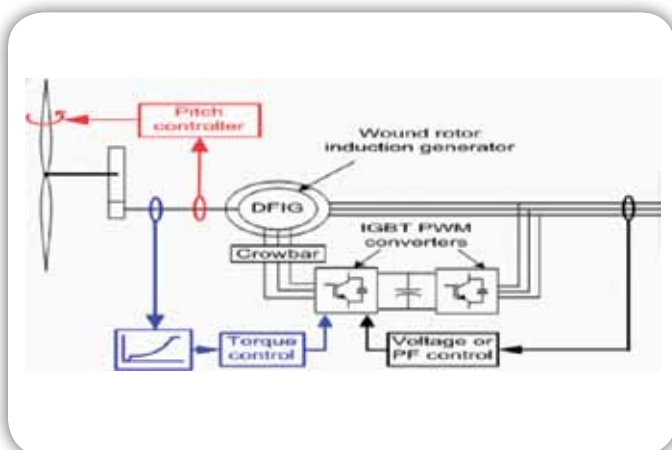 Pitch
controller
Wound rotor
induction generator
DFIG
IGBT PWM
converters
Crowbar
Torque
control
Voltage or
PF control